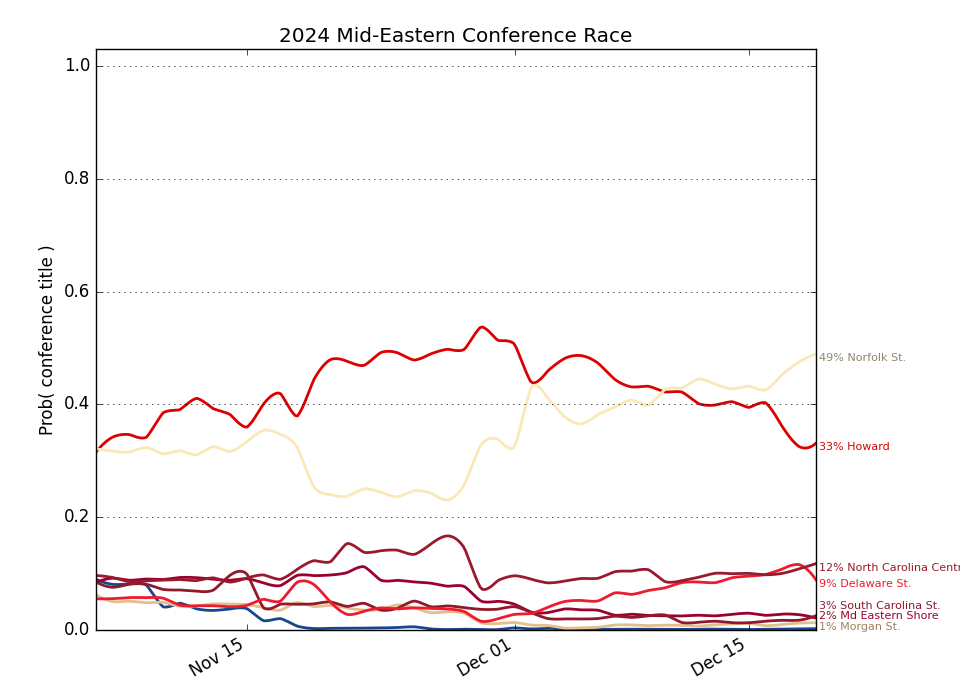 2024 Mid-Eastern Conference Race
Prob( conference title )
1.0
0.8
0.6
0.4
0.2
0.0
Nov 15
Dec 01
Dec 15
49% Norfolk St.
33% Howard
12% North Carolina Centr
9% Delaware St.
3% South Carolina St.
2% Md Eastern Shore
1% Morgan St.